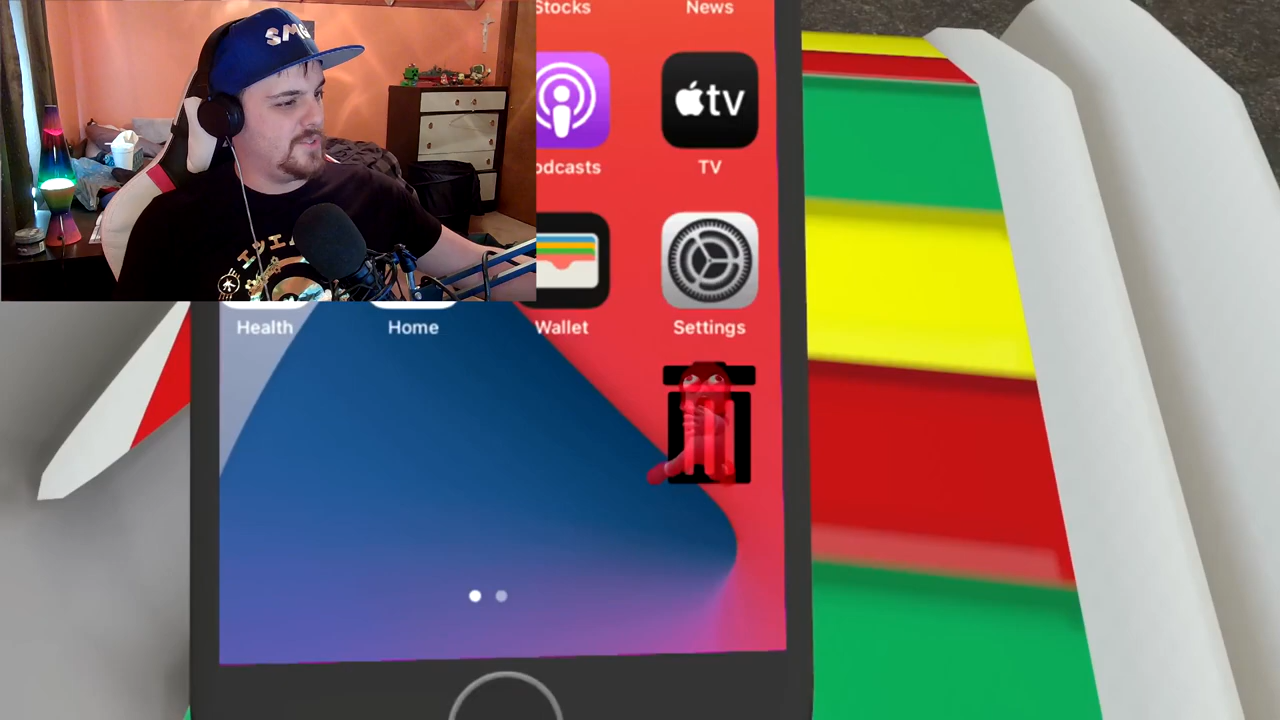 Stocks
News
SMG
tv
odcasts
TV
Health
Home
Wallet
Settings